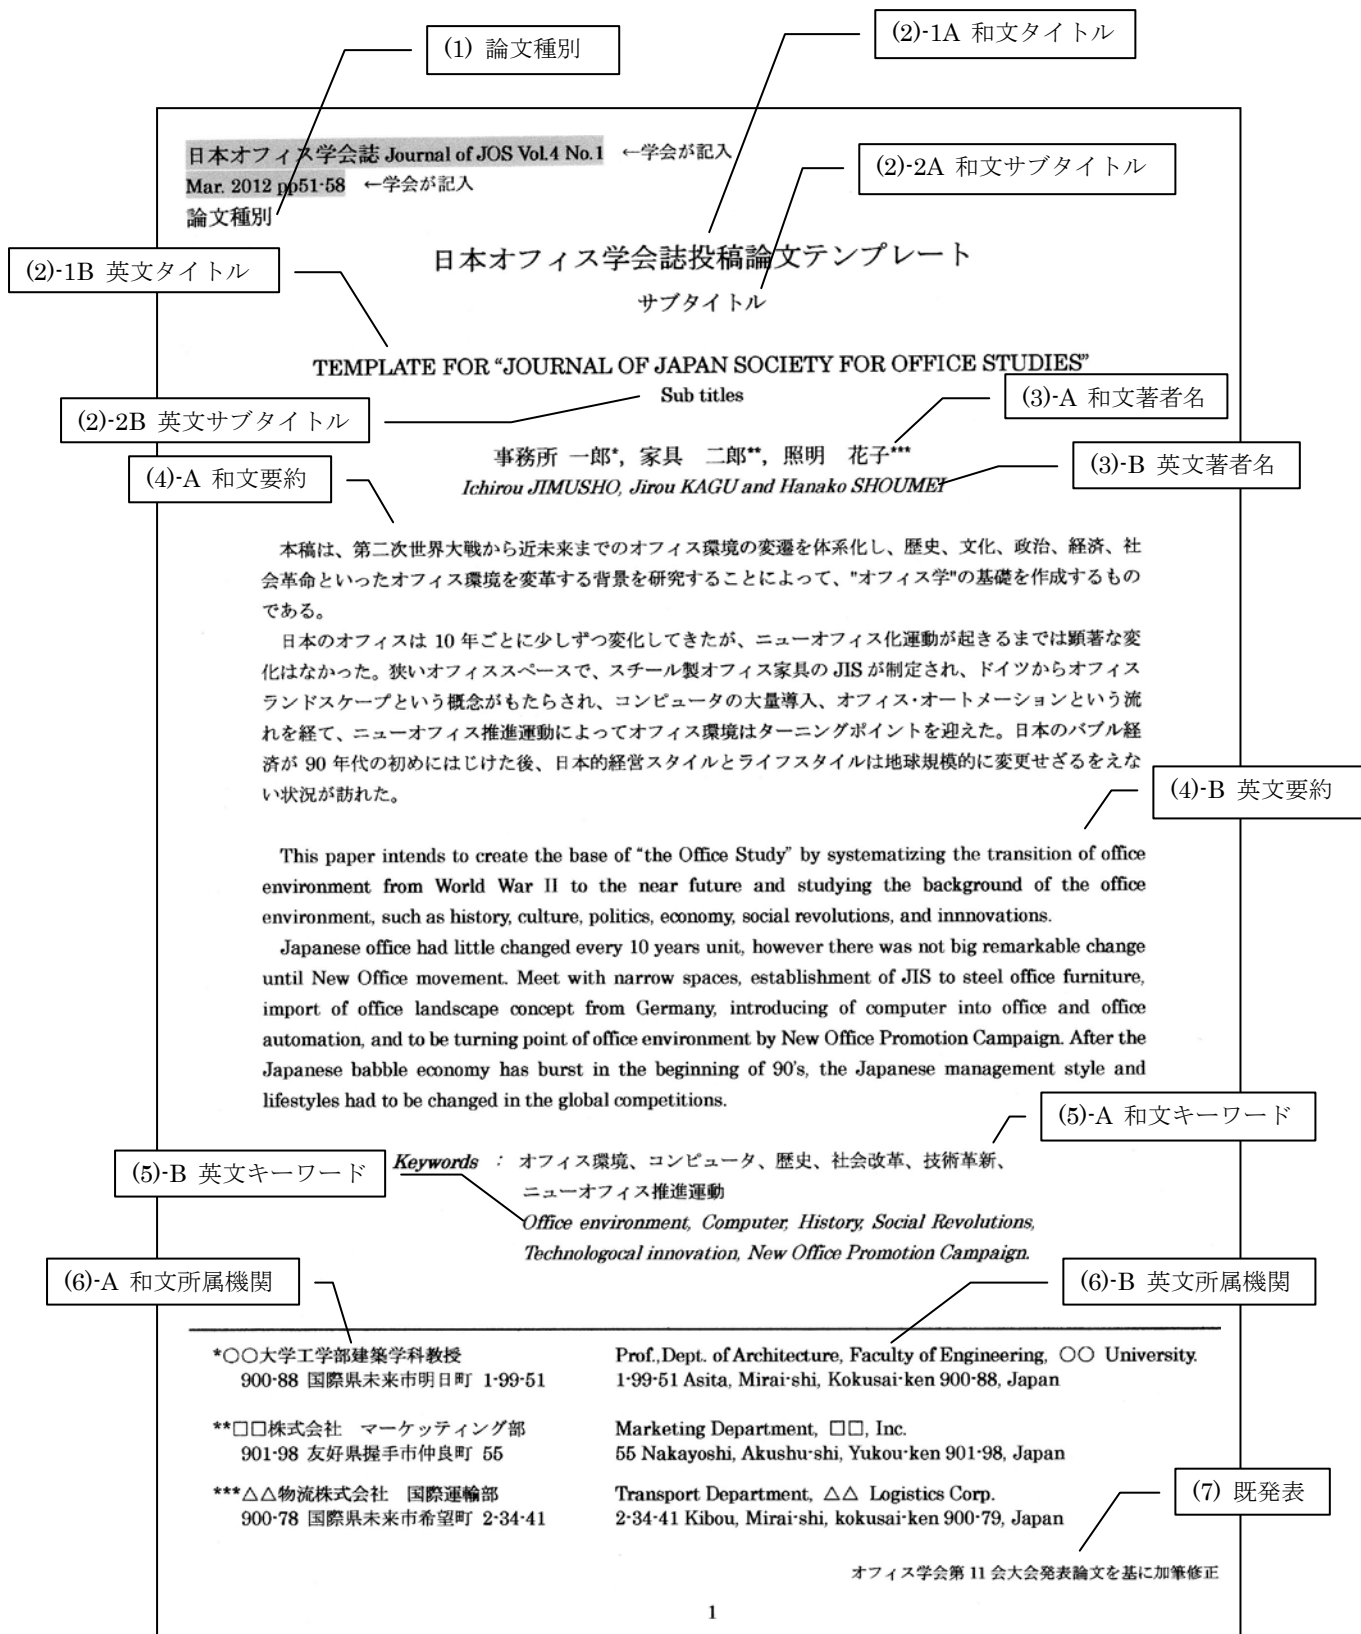 (1) 論文種別
(2)-1A 和文タイトル
日本オフィス学会誌 Journal of JOS Vol.4 No.1 ←学会が記入
Mar. 2012 pp51-58 ←学会が記入
(2)-2A 和文サブタイトル
論文種別
日本オフィス学会誌投稿論文テンプレート
(2)-1B 英文タイトル
サブタイトル
TEMPLATE FOR “JOURNAL OF JAPAN SOCIETY FOR OFFICE STUDIES”
Sub titles
(3)-A 和文著者名
(2)-2B 英文サブタイトル
事務所 一郎*, 家具 二郎**, 照明 花子***
(3)-B 英文著者名
(4)-A 和文要約
Ichirou JIMUSHO, Jirou KAGU and Hanako SHOUMEI
本稿は、第二次世界大戦から近未来までのオフィス環境の変遷を体系化し、歴史、文化、政治、経済、社
会革命といったオフィス環境を変革する背景を研究することによって、"オフィス学"の基礎を作成するもの
である。
日本のオフィスは 10 年ごとに少しずつ変化してきたが、ニューオフィス化運動が起きるまでは顕著な変
化はなかった。狭いオフィススペースで、スチール製オフィス家具の JIS が制定され、ドイツからオフィス
ランドスケープという概念がもたらされ、コンピュータの大量導入、オフィス・オートメーションという流
れを経て、ニューオフィス推進運動によってオフィス環境はターニングポイントを迎えた。日本のバブル経
済が 90 年代の初めにはじけた後、日本的経営スタイルとライフスタイルは地球規模的に変更せざるをえな
い状況が訪れた。
(4)-B 英文要約
This paper intends to create the base of “the Office Study” by systematizing the transition of office
environment from World War II to the near future and studying the background of the office
environment, such as history, culture, politics, economy, social revolutions, and innnovations.
Japanese office had little changed every 10 years unit, however there was not big remarkable change
until New Office movement. Meet with narrow spaces, establishment of JIS to steel office furniture,
import of office landscape concept from Germany, introducing of computer into office and office
automation, and to be turning point of office environment by New Office Promotion Campaign. After the
Japanese babble economy has burst in the beginning of 90's, the Japanese management style and
lifestyles had to be changed in the global competitions.
(5)-A 和文キーワード
(5)-B 英文キーワード
Keywords : オフィス環境、コンピュータ、歴史、社会改革、技術革新、
ニューオフィス推進運動
Office environment, Computer, History, Social Revolutions,
Technologocal innovation, New Office Promotion Campaign.
(6)-A 和文所属機関
(6)-B 英文所属機関
*○○大学工学部建築学科教授 Prof.,Dept. of Architecture, Faculty of Engineering, ○○ University.
900-88 国際県未来市明日町 1-99-51 1-99-51 Asita, Mirai-shi, Kokusai-ken 900-88, Japan
**□□株式会社 マーケッティング部 Marketing Department, □□, Inc.
901-98 友好県握手市仲良町 55 55 Nakayoshi, Akushu-shi, Yukou-ken 901-98, Japan
***△△物流株式会社 国際運輸部 Transport Department, △△ Logistics Corp.
900-78 国際県未来市希望町 2-34-41 2-34-41 Kibou, Mirai-shi, kokusai-ken 900-79, Japan
(7) 既発表
オフィス学会第 11 会大会発表論文を基に加筆修正
1